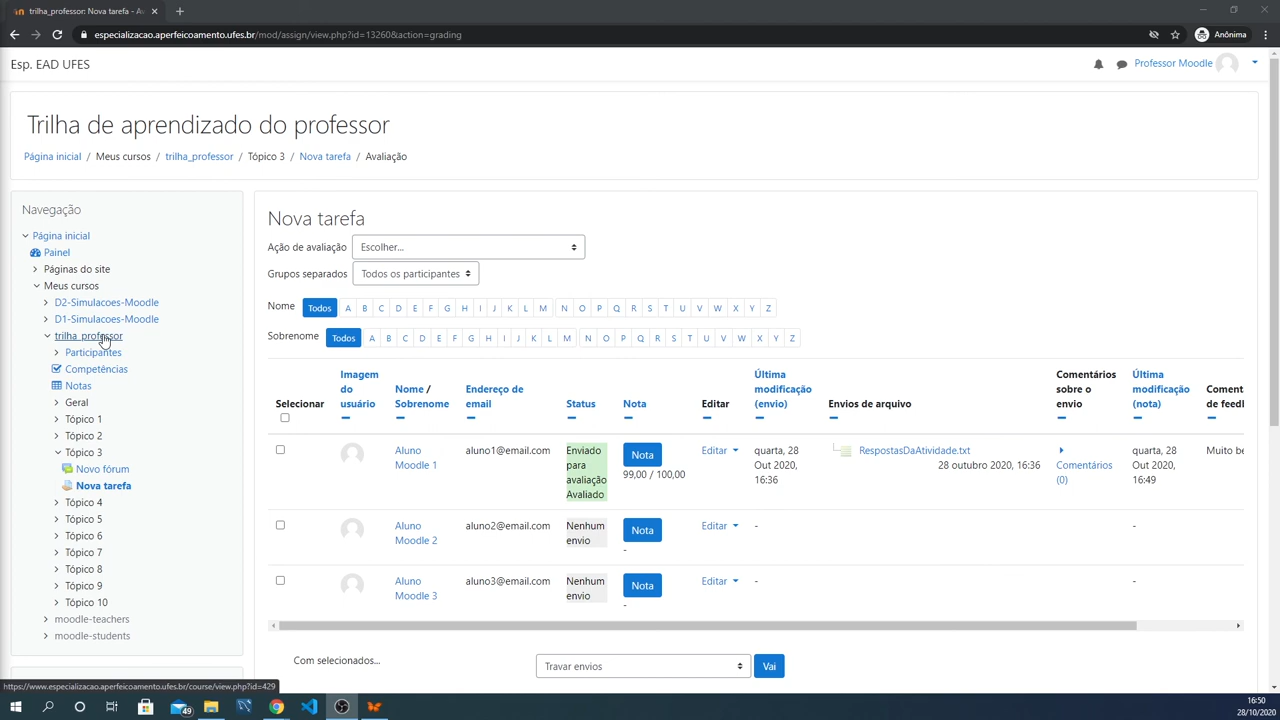 trilha_professor: Nova tarefa - Av
especializacao.aperfeicoamento.ufes.br/mod/assign/view.php?id=13260&action=grading
Anônima
Esp. EAD UFES
Professor Moodle
Trilha de aprendizado do professor
Página inicial / Meus cursos / trilha_professor / Tópico 3 / Nova tarefa / Avaliação
Navegação
Página inicial
Painel
Páginas do site
Meus cursos
D2-Simulacoes-Moodle
D1-Simulacoes-Moodle
trilha_professor
Participantes
Competências
Notas
Geral
Tópico 1
Tópico 2
Tópico 3
Novo fórum
Nova tarefa
Tópico 4
Tópico 5
Tópico 6
Tópico 7
Tópico 8
Tópico 9
Tópico 10
moodle-teachers
moodle-students
Nova tarefa
Ação de avaliação Escolher...
Grupos separados Todos os participantes
Nome Todos A B C D E F G H I J K L M N O P Q R S T U V W X Y Z
Sobrenome Todos A B C D E F G H I J K L M N O P Q R S T U V W X Y Z
Selecionar
Imagem
do
usuário
Nome /
Sobrenome
Endereço de
email
Status
Nota
Editar
Última
modificação
(envio)
Envios de arquivo
Comentários
sobre o
envio
Última
modificação
(nota)
Coment
de feedl
Aluno
Moodle 1
aluno1@email.com
Enviado
para
avaliação
Avaliado
Nota
99,00 / 100,00
Editar
quarta, 28
Out 2020,
16:36
RespostasDaAtividade.txt
28 outubro 2020, 16:36
Comentários
(0)
quarta, 28
Out 2020,
16:49
Muito be
Aluno
Moodle 2
aluno2@email.com
Nenhum
envio
Nota
-
Editar
-
-
Aluno
Moodle 3
aluno3@email.com
Nenhum
envio
Nota
-
Editar
-
-
Com selecionados...
Travar envios
Vai
https://www.especializacao.aperfeicoamento.ufes.br/course/view.php?id=429
49
16:50
28/10/2020